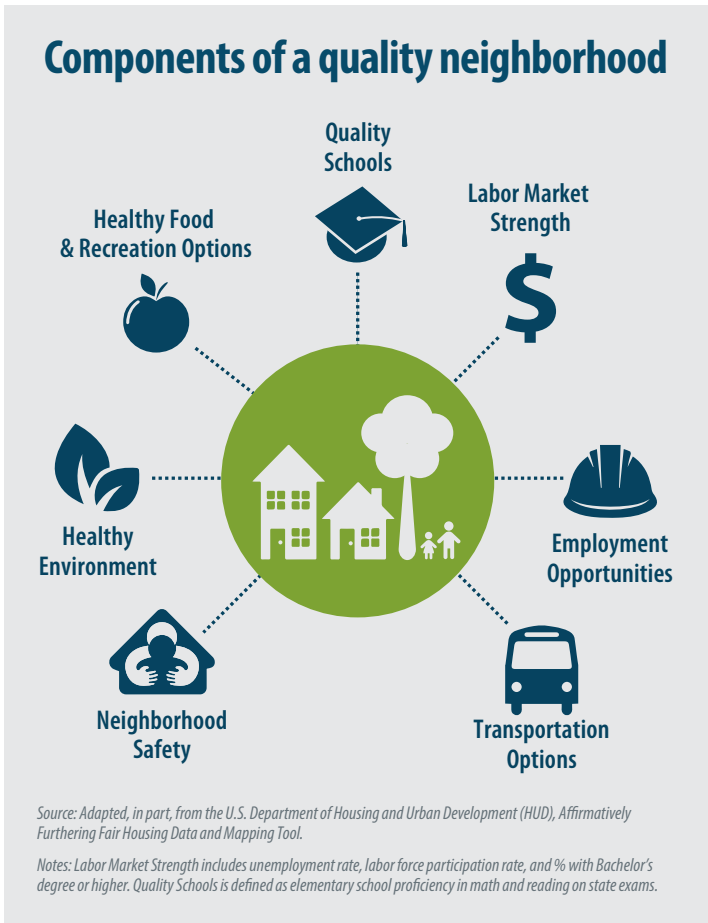 Components of a quality neighborhood
Quality
Schools
Labor Market
Strength
Healthy Food
& Recreation Options
Healthy
Environment
Employment
Opportunities
Neighborhood
Safety
Transportation
Options
Source: Adapted, in part, from the U.S. Department of Housing and Urban Development (HUD), Affirmatively
Furthering Fair Housing Data and Mapping Tool.
Notes: Labor Market Strength includes unemployment rate, labor force participation rate, and % with Bachelor's
degree or higher. Quality Schools is defined as elementary school proficiency in math and reading on state exams.